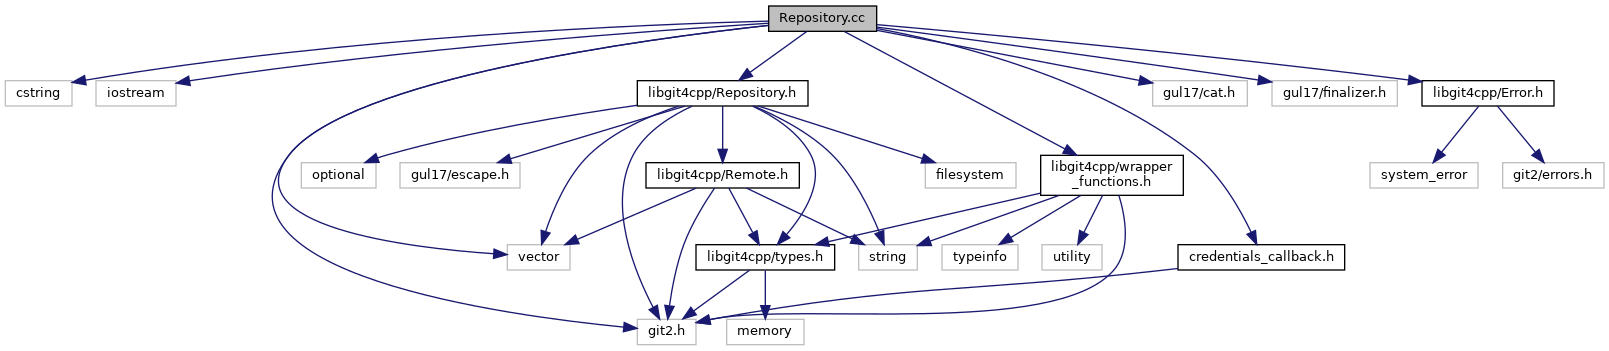 Repository.cc
cstring
iostream
libgit4cpp/Repository.h
gul17/cat.h
gul17/finalizer.h
libgit4cpp/Error.h
optional
gul17/escape.h
libgit4cpp/Remote.h
filesystem
libgit4cpp/wrapper
_functions.h
system_error
git2/errors.h
vector
libgit4cpp/types.h
string
typeinfo
utility
credentials_callback.h
git2.h
memory